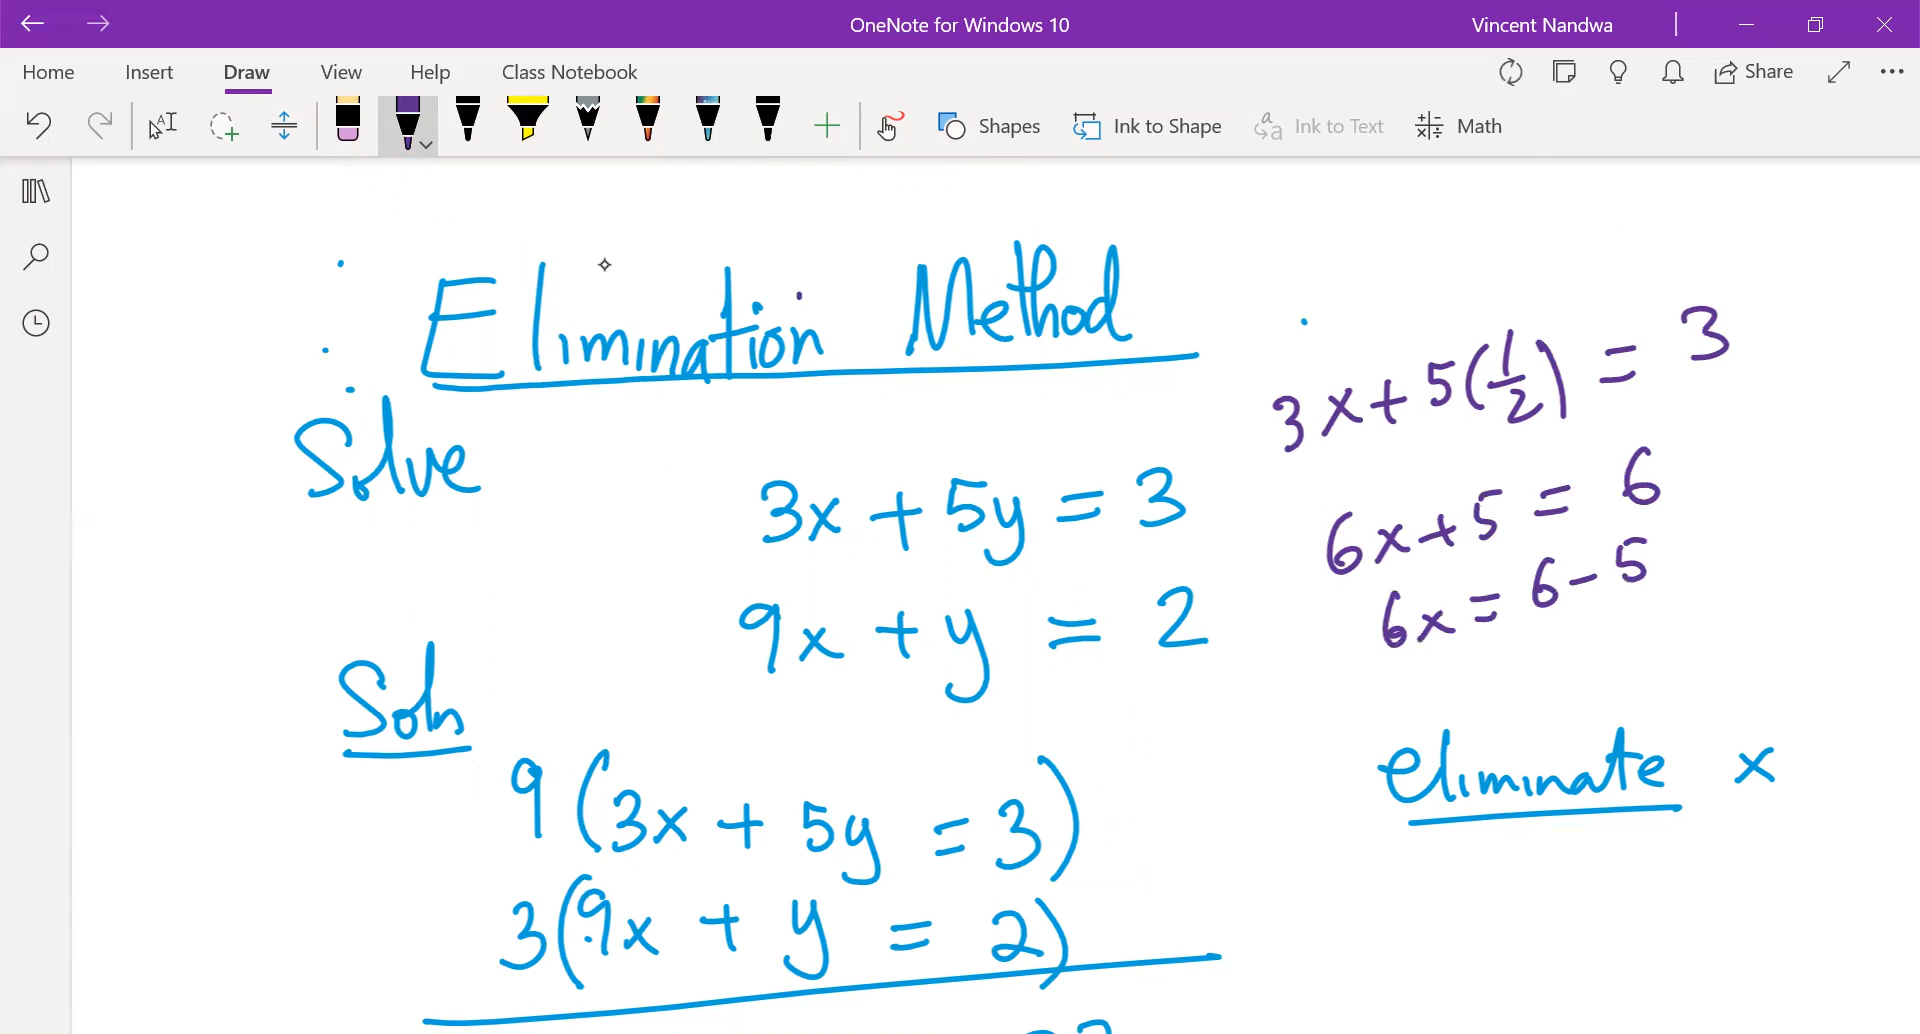 OneNote for Windows 10
Vincent Nandwa
Home Insert Draw View Help Class Notebook
Share
Shapes Ink to Shape Ink to Text Math
Elimination Method
Solve
3x + 5y = 3
9x + y = 2
Soln
9(3x + 5y = 3)
3(9x + y = 2)
3x + 5(1/2) = 3
6x + 5 = 6
6x = 6 - 5
eliminate x